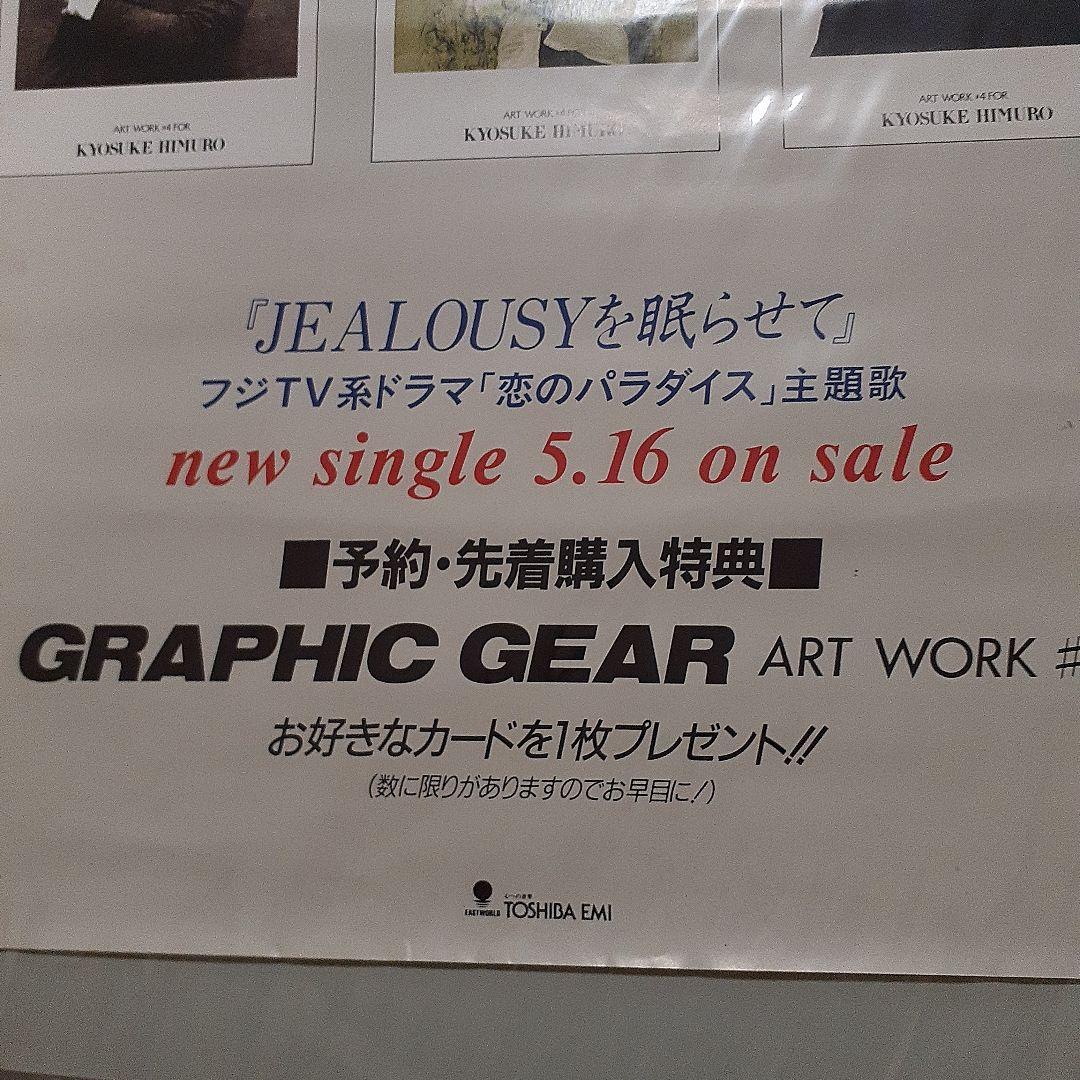 ART WORK #4 FOR
KYOSUKE HIMURO
ART WORK #4 FOR
KYOSUKE HIMURO
ART WORK #4 FOR
KYOSUKE HIMURO
『JEALOUSYを眠らせて』
フジTV系ドラマ「恋のパラダイス」主題歌
new single 5.16 on sale
■予約・先着購入特典■
GRAPHIC GEAR ART WORK #
お好きなカードを1枚プレゼント!!
(数に限りがありますのでお早目に!)
EASTWORLD TOSHIBA EMI